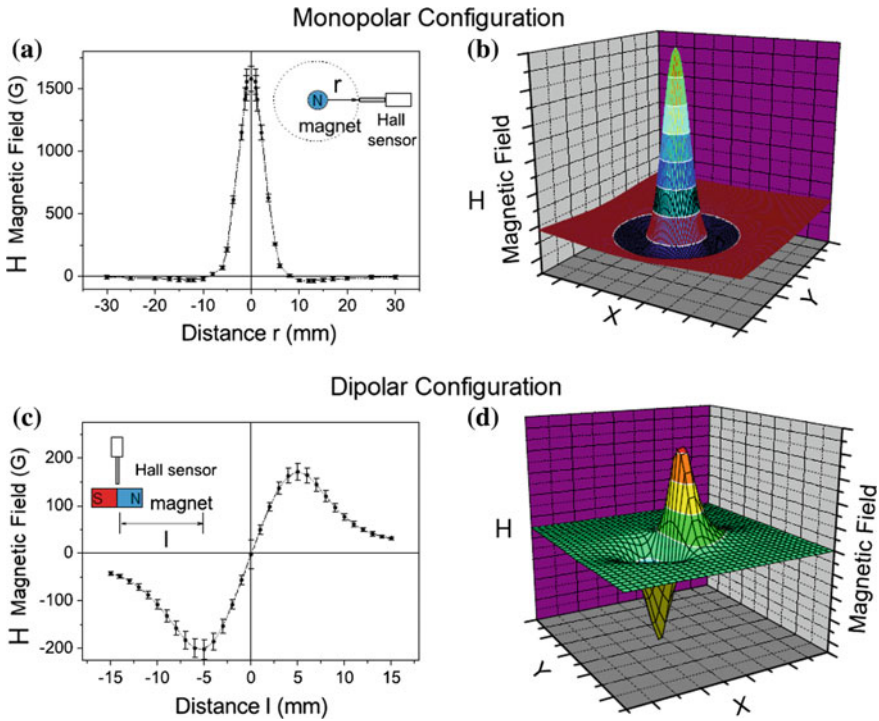 Monopolar Configuration
(a)
H Magnetic Field (G)
1500
1000
500
0
-30 -20 -10 0 10 20 30
Distance r (mm)
N
r
magnet
Hall
sensor
(b)
H
Magnetic Field
X
Y
Dipolar Configuration
(c)
H Magnetic Field (G)
200
100
0
-100
-200
-15 -10 -5 0 5 10 15
Distance l (mm)
Hall sensor
S N
magnet
l
(d)
H
Magnetic Field
Y
X